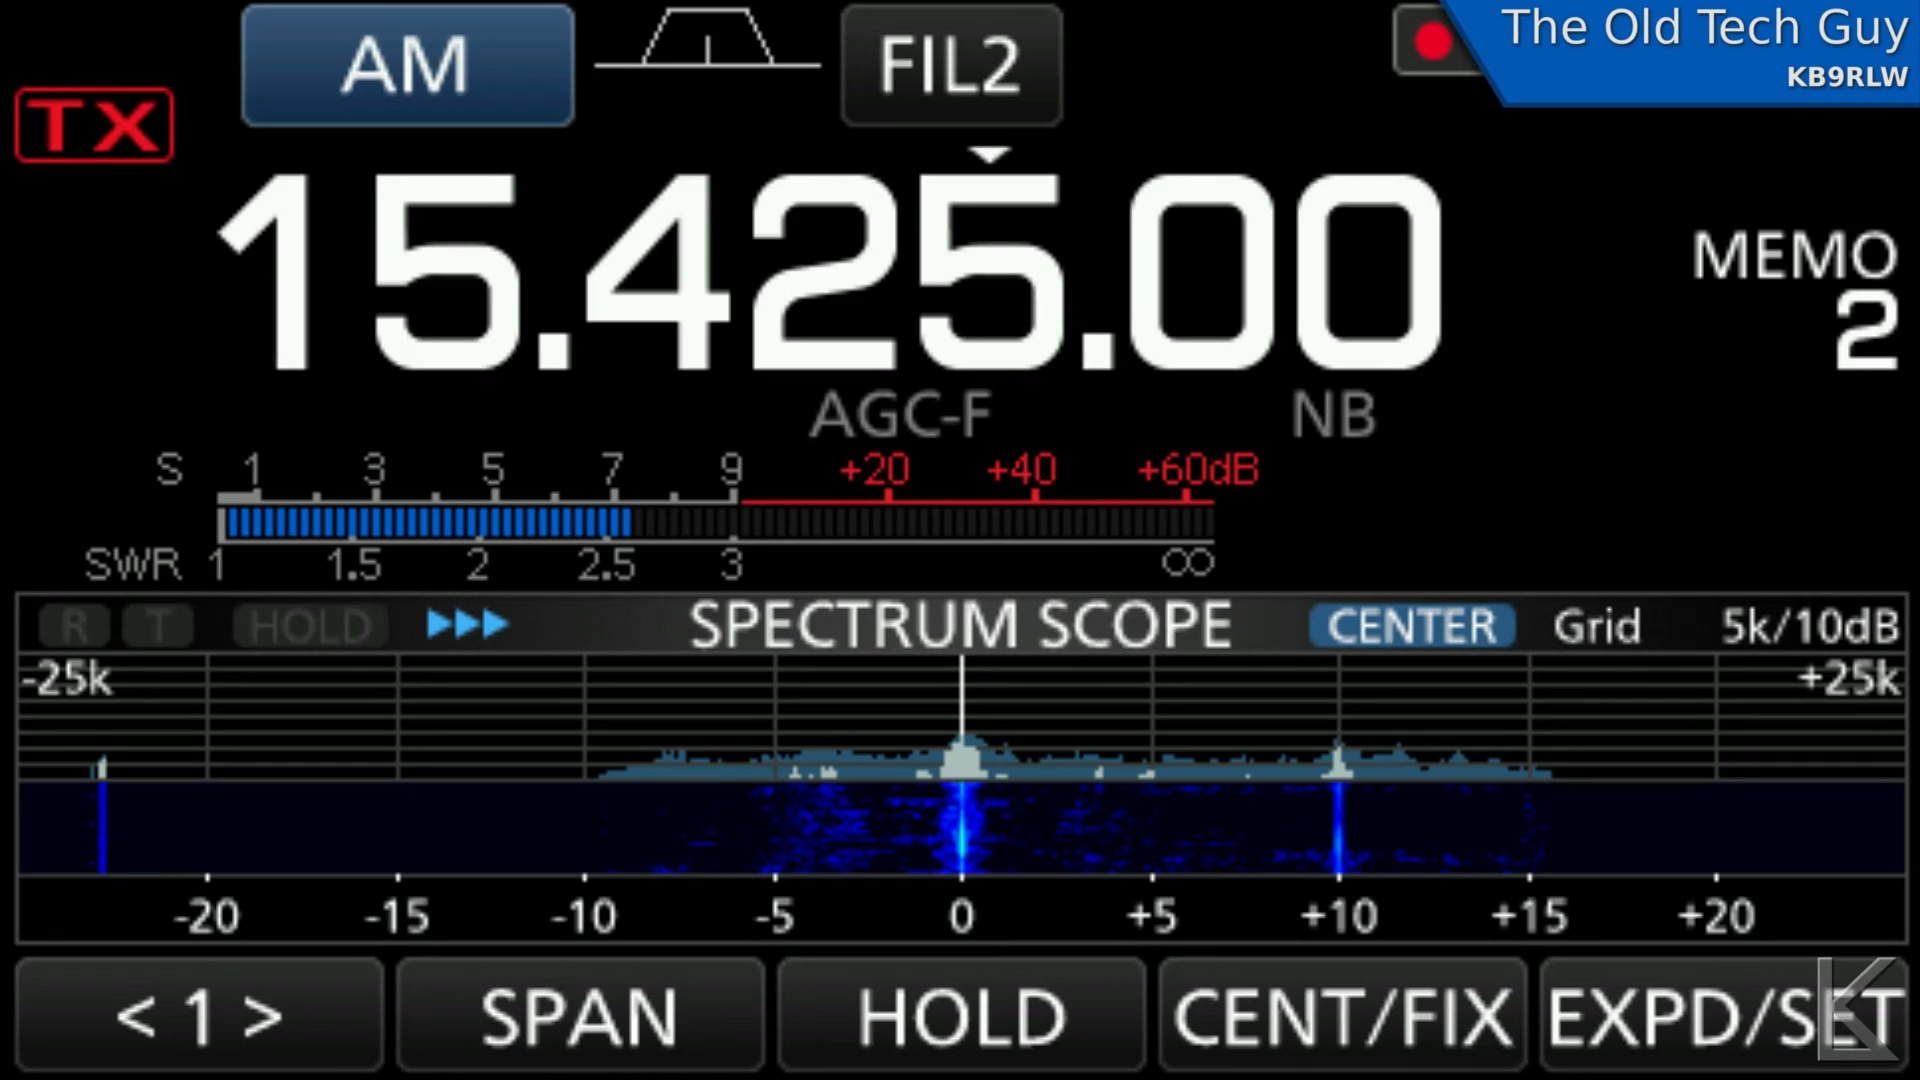 The Old Tech Guy
KB9RLW
AM
FIL2
TX
15.425.00
MEMO
2
AGC-F NB
S 1 3 5 7 9 +20 +40 +60dB
SWR 1 1.5 2 2.5 3 ∞
R T HOLD SPECTRUM SCOPE CENTER Grid 5k/10dB
-25k +25k
-20 -15 -10 -5 0 +5 +10 +15 +20
< 1 > SPAN HOLD CENT/FIX EXPD/SET
K